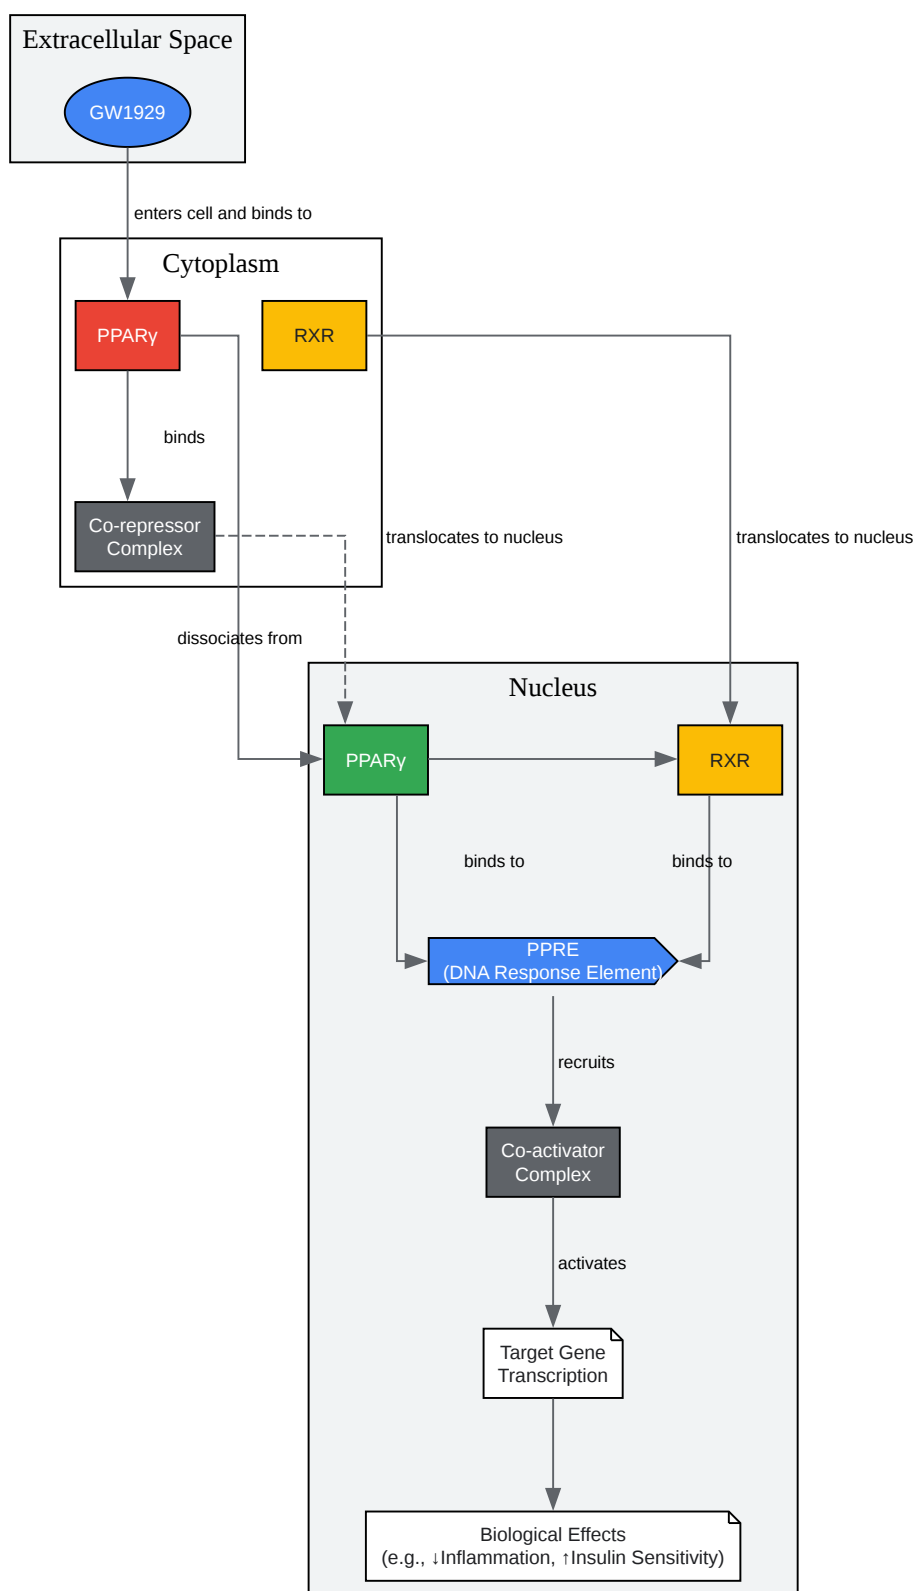 Extracellular Space
GW1929
enters cell and binds to
Cytoplasm
PPARγ
RXR
binds
Co-repressor
Complex
translocates to nucleus
translocates to nucleus
dissociates from
Nucleus
PPARγ
RXR
binds to
binds to
PPRE
(DNA Response Element)
recruits
Co-activator
Complex
activates
Target Gene
Transcription
Biological Effects
(e.g., ↓Inflammation, ↑Insulin Sensitivity)